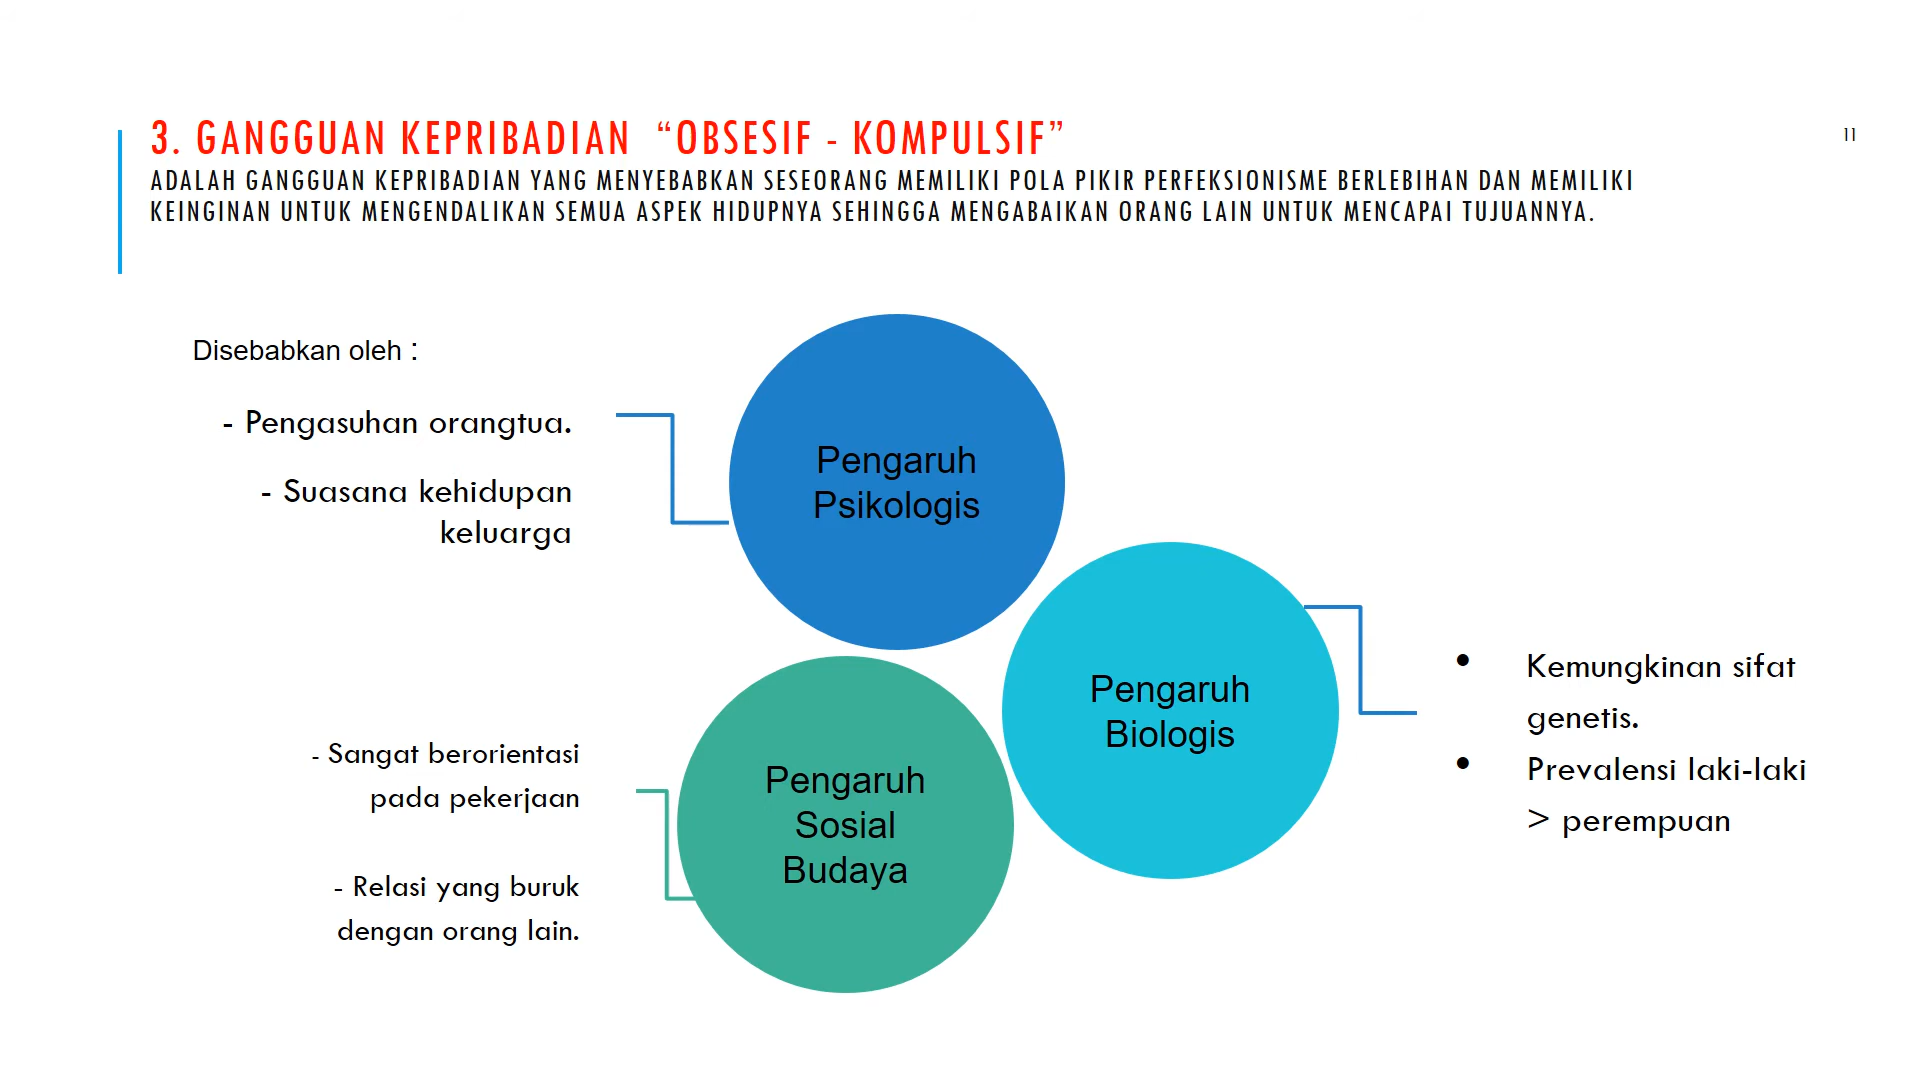 3. GANGGUAN KEPRIBADIAN “OBSESIF - KOMPULSIF”
11
ADALAH GANGGUAN KEPRIBADIAN YANG MENYEBABKAN SESEORANG MEMILIKI POLA PIKIR PERFEKSIONISME BERLEBIHAN DAN MEMILIKI
KEINGINAN UNTUK MENGENDALIKAN SEMUA ASPEK HIDUPNYA SEHINGGA MENGABAIKAN ORANG LAIN UNTUK MENCAPAI TUJUANNYA.
Disebabkan oleh :
- Pengasuhan orangtua.
- Suasana kehidupan
keluarga
Pengaruh
Psikologis
Pengaruh
Biologis
• Kemungkinan sifat
genetis.
• Prevalensi laki-laki
> perempuan
Pengaruh
Sosial
Budaya
- Sangat berorientasi
pada pekerjaan
- Relasi yang buruk
dengan orang lain.